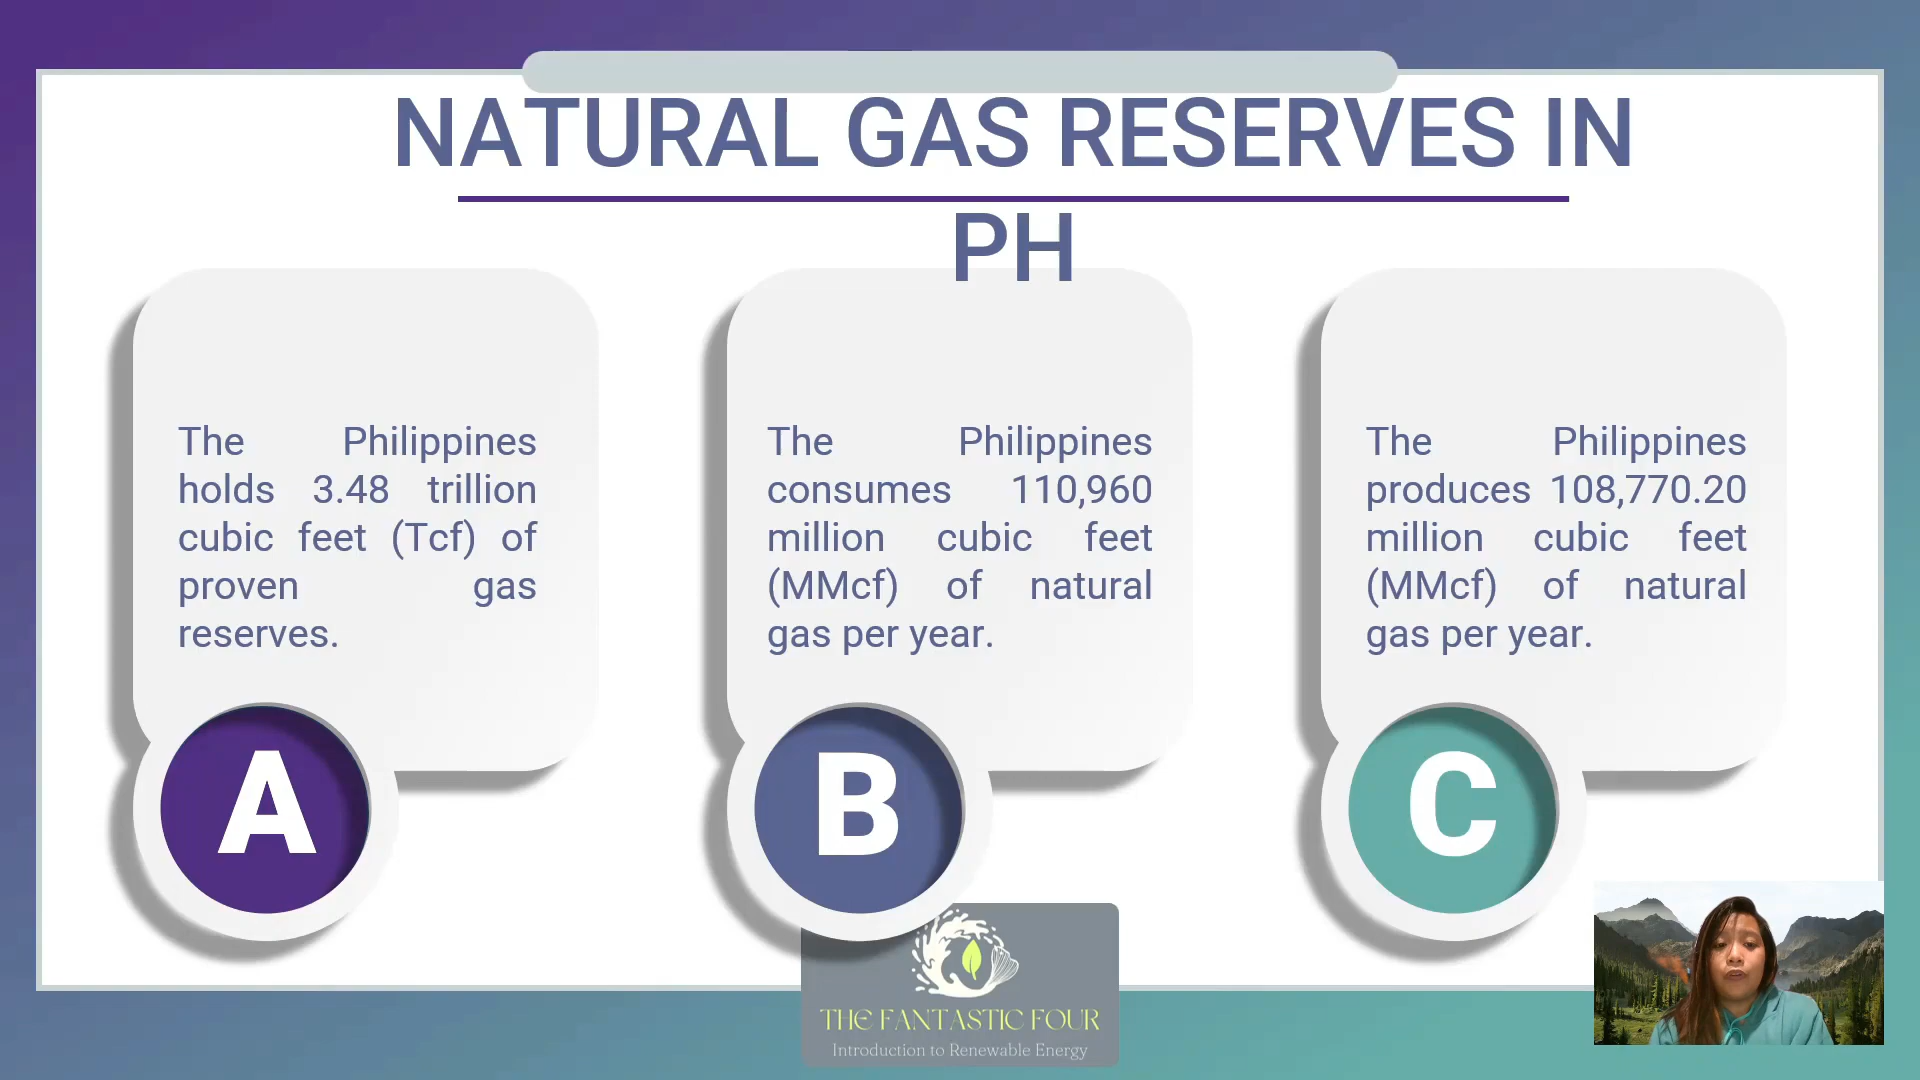 NATURAL GAS RESERVES IN
PH
The Philippines
holds 3.48 trillion
cubic feet (Tcf) of
proven gas
reserves.
A
The Philippines
consumes 110,960
million cubic feet
(MMcf) of natural
gas per year.
B
The Philippines
produces 108,770.20
million cubic feet
(MMcf) of natural
gas per year.
C
THE FANTASTIC FOUR
Introduction to Renewable Energy